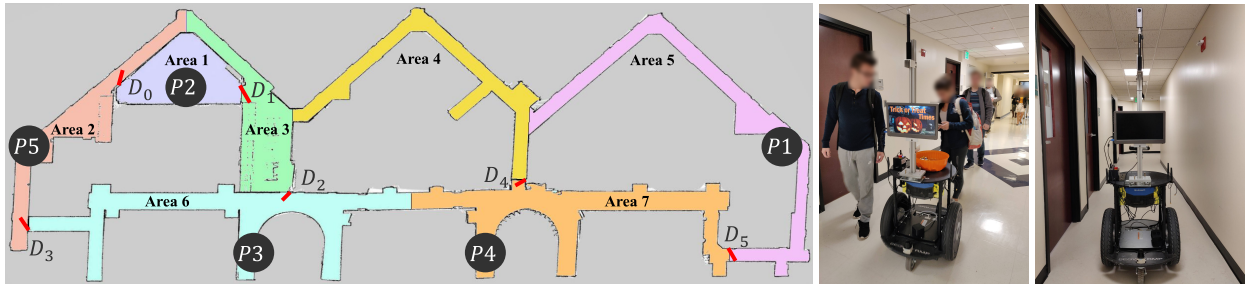 Area 1
D₀
P2
D₁
Area 4
Area 5
Area 2
Area 3
P5
P1
D₂
D₄
Area 6
Area 7
D₃
P3
P4
D₅
Trick or Treat
Times